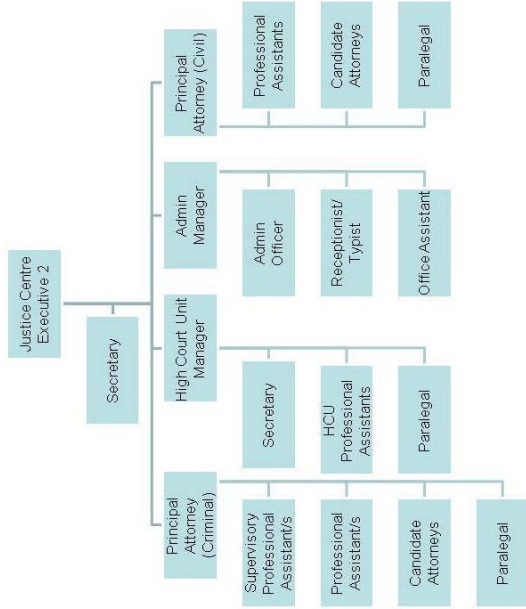 Justice Centre
Executive 2
Secretary
Principal
Attorney
(Criminal)
Supervisory
Professional
Assistant/s
Professional
Assistant/s
Candidate
Attorneys
Paralegal
High Court Unit
Manager
Secretary
HCU
Professional
Assistants
Paralegal
Admin
Manager
Admin
Officer
Receptionist/
Typist
Office Assistant
Principal
Attorney (Civil)
Professional
Assistants
Candidate
Attorneys
Paralegal